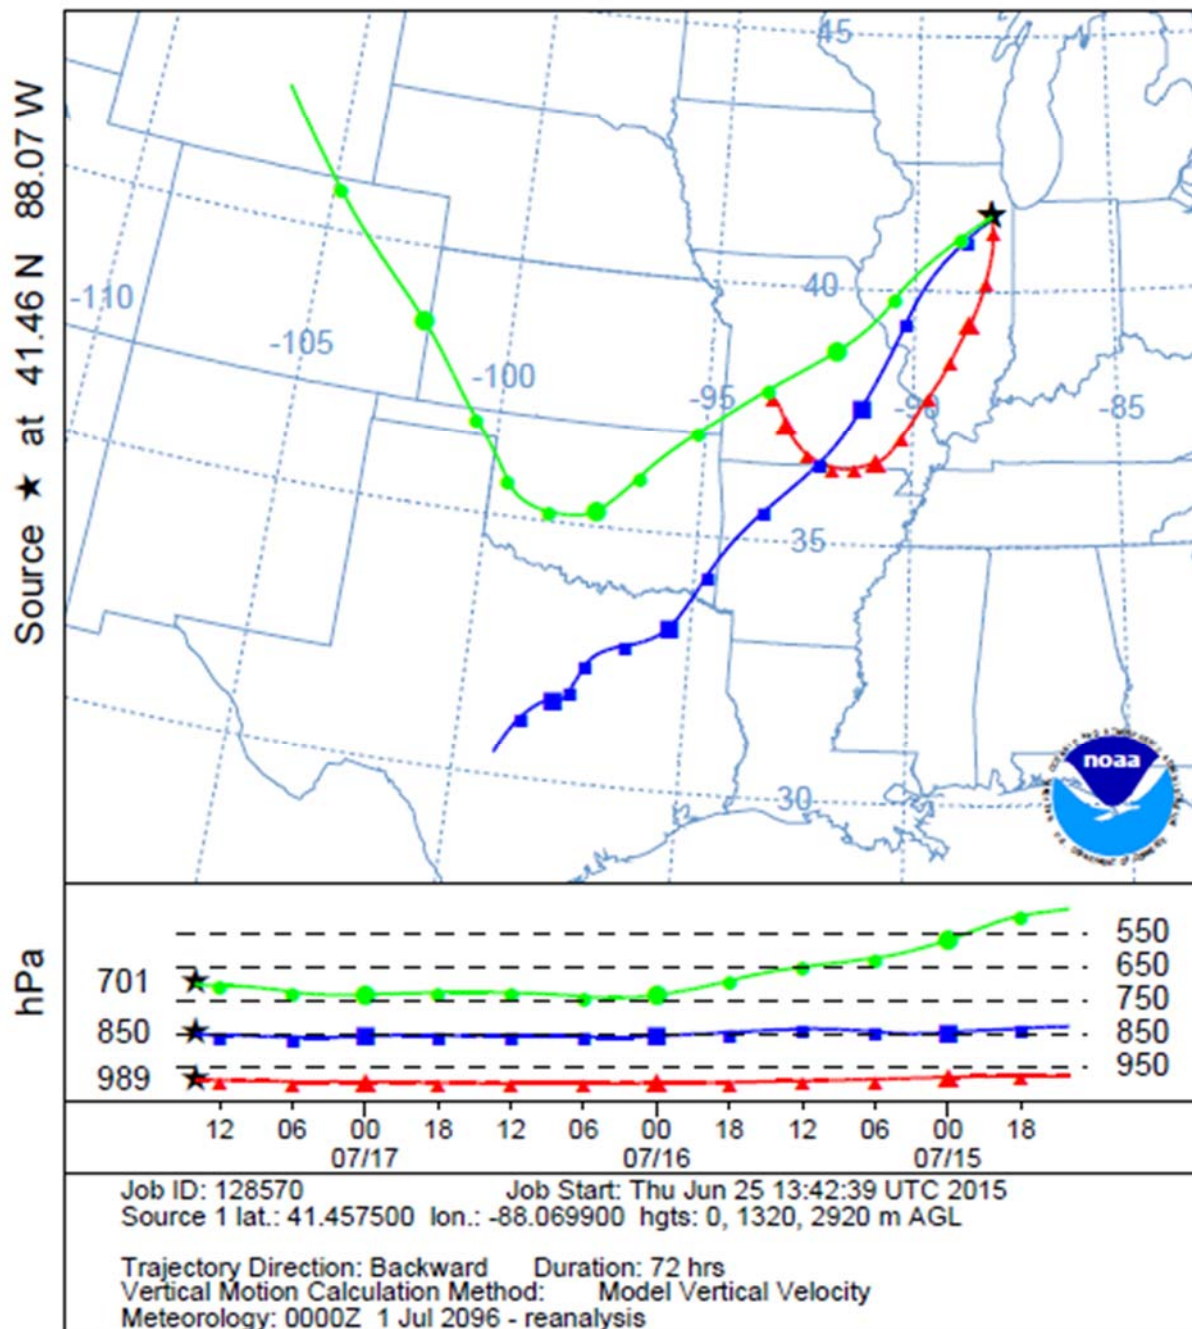 Source ★ at 41.46 N 88.07 W
45
-110
40
-105
-100
-95
-90
-85
35
30
noaa
hPa
550
650
701
750
850
850
950
989
12 06 00 18 12 06 00 18 12 06 00 18
07/17 07/16 07/15
Job ID: 128570 Job Start: Thu Jun 25 13:42:39 UTC 2015
Source 1 lat.: 41.457500 lon.: -88.069900 hgts: 0, 1320, 2920 m AGL
Trajectory Direction: Backward Duration: 72 hrs
Vertical Motion Calculation Method: Model Vertical Velocity
Meteorology: 0000Z 1 Jul 2096 - reanalysis